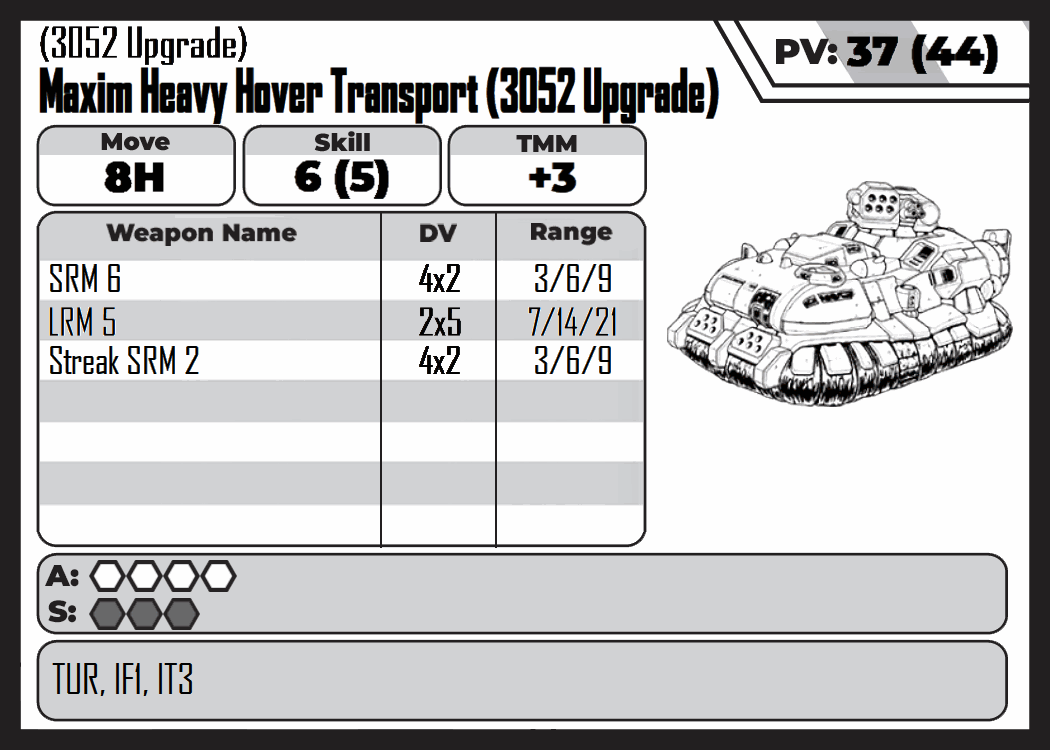 (3052 Upgrade)
Maxim Heavy Hover Transport (3052 Upgrade)
PV: 37 (44)
Move Skill TMM
8H 6 (5) +3
Weapon Name DV Range
SRM 6 4x2 3/6/9
LRM 5 2x5 7/14/21
Streak SRM 2 4x2 3/6/9
A:
S:
TUR, IF1, IT3